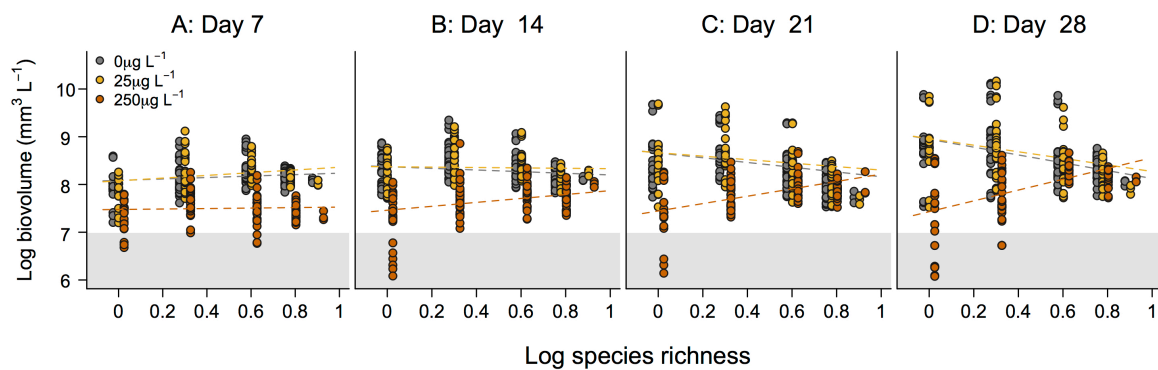 A: Day 7
B: Day 14
C: Day 21
D: Day 28
0µg L⁻¹
25µg L⁻¹
250µg L⁻¹
Log biovolume (mm³ L⁻¹)
10
9
8
7
6
0 0.2 0.4 0.6 0.8 1
0 0.2 0.4 0.6 0.8 1
0 0.2 0.4 0.6 0.8 1
0 0.2 0.4 0.6 0.8 1
Log species richness